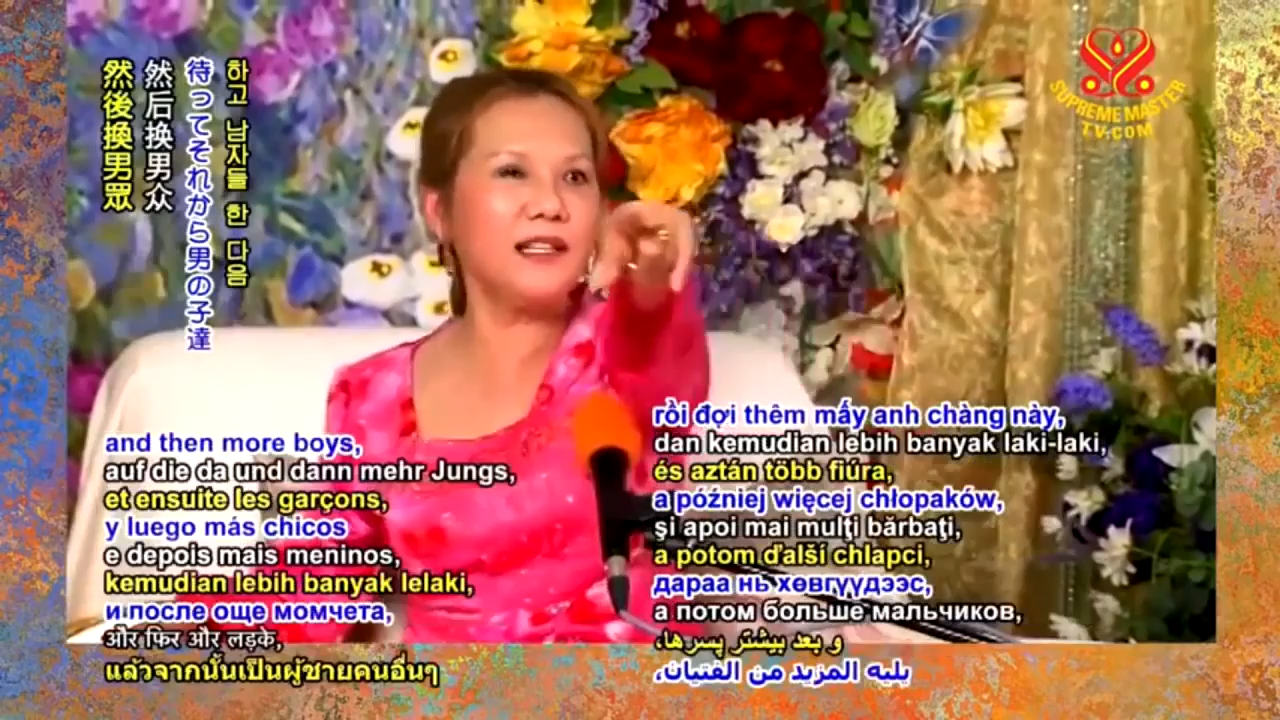 하고 남자들 한 다음
待ってそれから男の子達
然后换男众
然後換男眾
SUPREME MASTER
TV.COM
and then more boys,
auf die da und dann mehr Jungs,
et ensuite les garçons,
y luego más chicos
e depois mais meninos,
kemudian lebih banyak lelaki,
и после още момчета,
और फिर और लड़के,
แล้วจากนั้นเป็นผู้ชายคนอื่นๆ
rồi đợi thêm mấy anh chàng này,
dan kemudian lebih banyak laki-laki,
és aztán több fiúra,
a później więcej chłopaków,
şi apoi mai mulţi bărbaţi,
a potom ďalší chlapci,
дараа нь хөвгүүдээс,
а потом больше мальчиков,
و بعد بیشتر پسرها،
يليه المزيد من الفتيان،